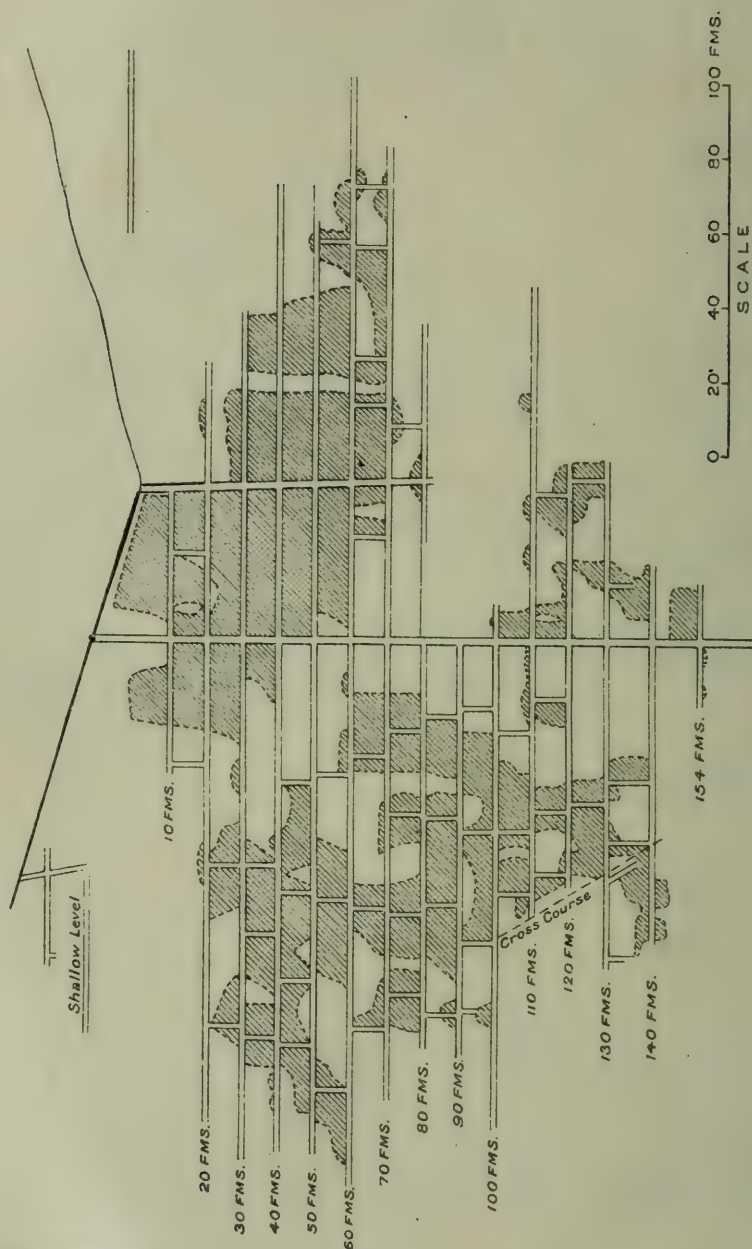 Shallow Level
10 FMS.
20 FMS.
30 FMS.
40 FMS.
50 FMS.
60 FMS.
70 FMS.
80 FMS.
90 FMS.
100 FMS.
Cross Course
110 FMS.
120 FMS.
130 FMS.
140 FMS.
154 FMS.
0 20 40 60 80 100 FMS.
SCALE